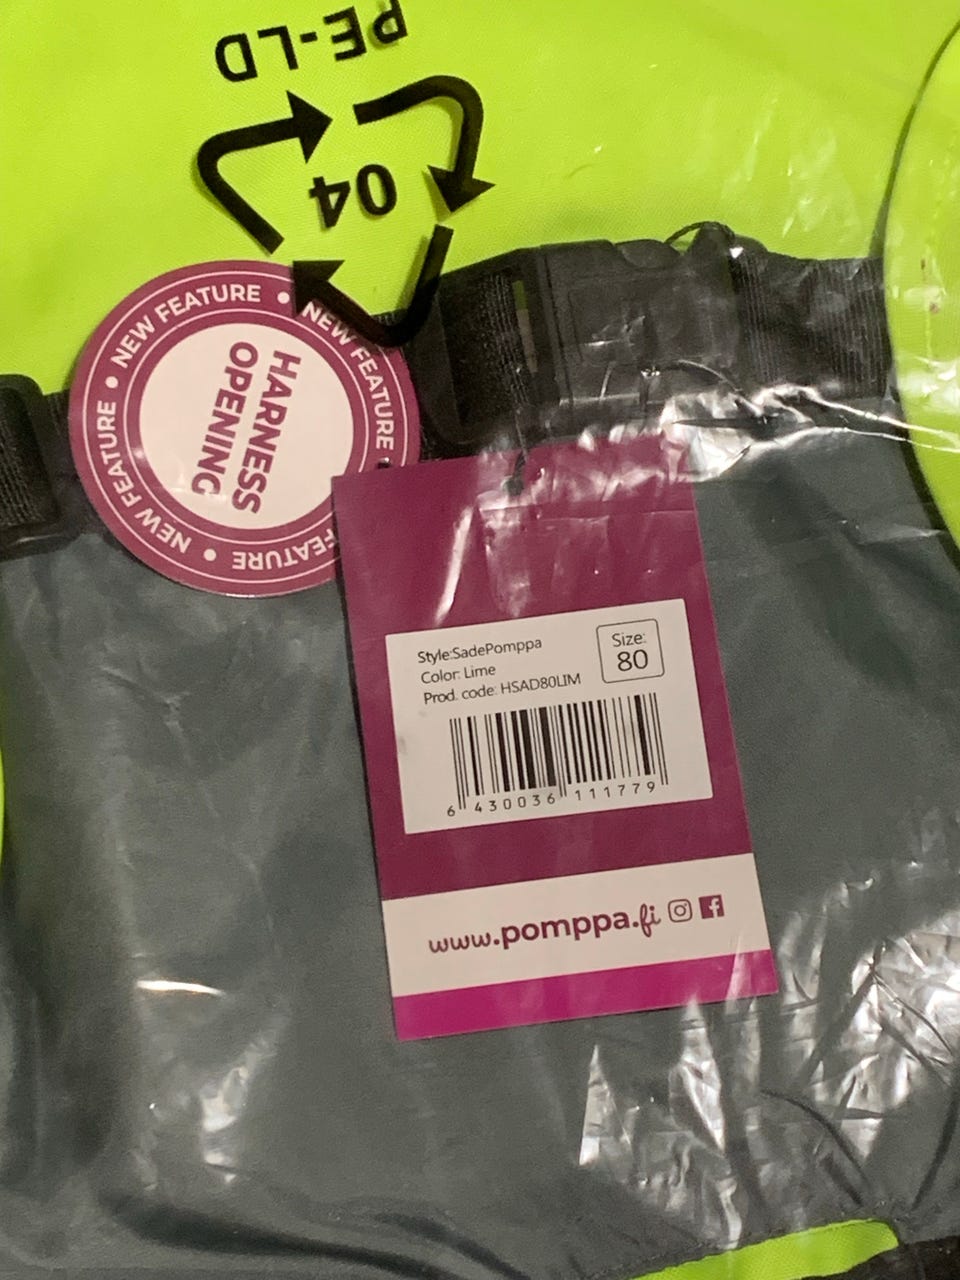 PE-LD
04
NEW FEATURE • NEW FEATURE
NEW FEATURE • NEW FEATURE •
FEATURE
HARNESS
OPENING
Style:SadePomppa
Color: Lime
Prod. code: HSAD80LIM
Size:
80
6 430036 111779
www.pomppa.fi